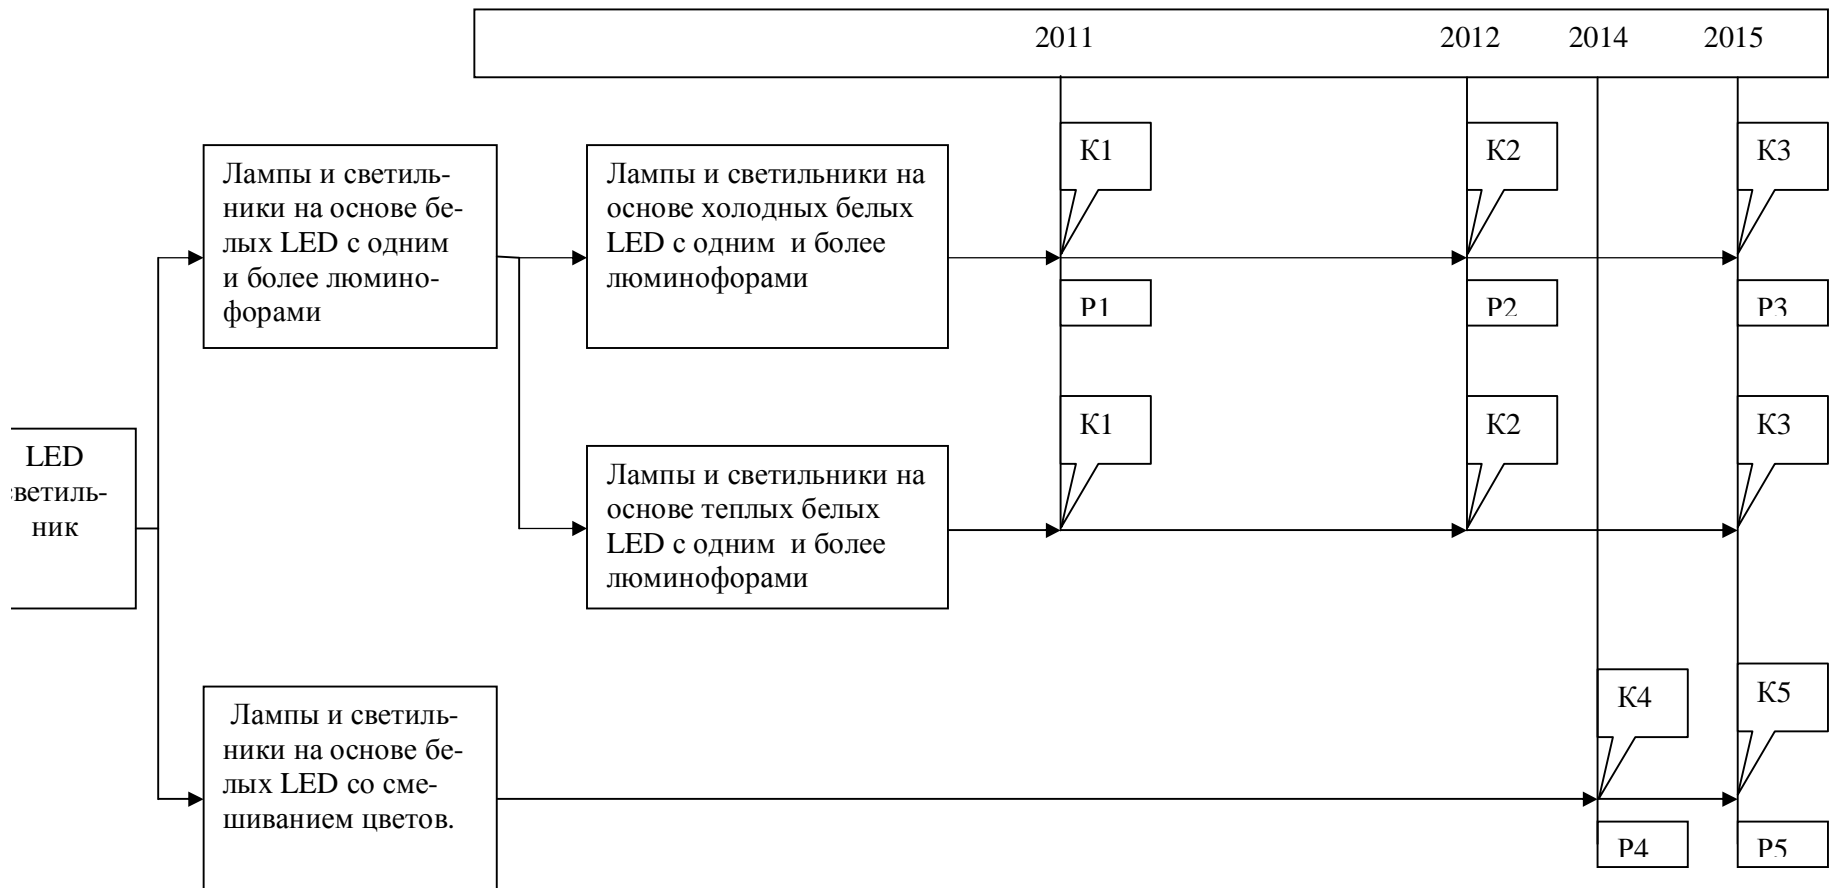 2011 2012 2014 2015
К1 К2 К3
Лампы и светиль-
ники на основе бе-
лых LED с одним
и более люмино-
форами
Лампы и светильники на
основе холодных белых
LED с одним и более
люминофорами
Р1 Р2 Р3
К1 К2 К3
LED
светиль-
ник
Лампы и светильники на
основе теплых белых
LED с одним и более
люминофорами
К4 К5
Лампы и светиль-
ники на основе бе-
лых LED со сме-
шиванием цветов.
Р4 Р5